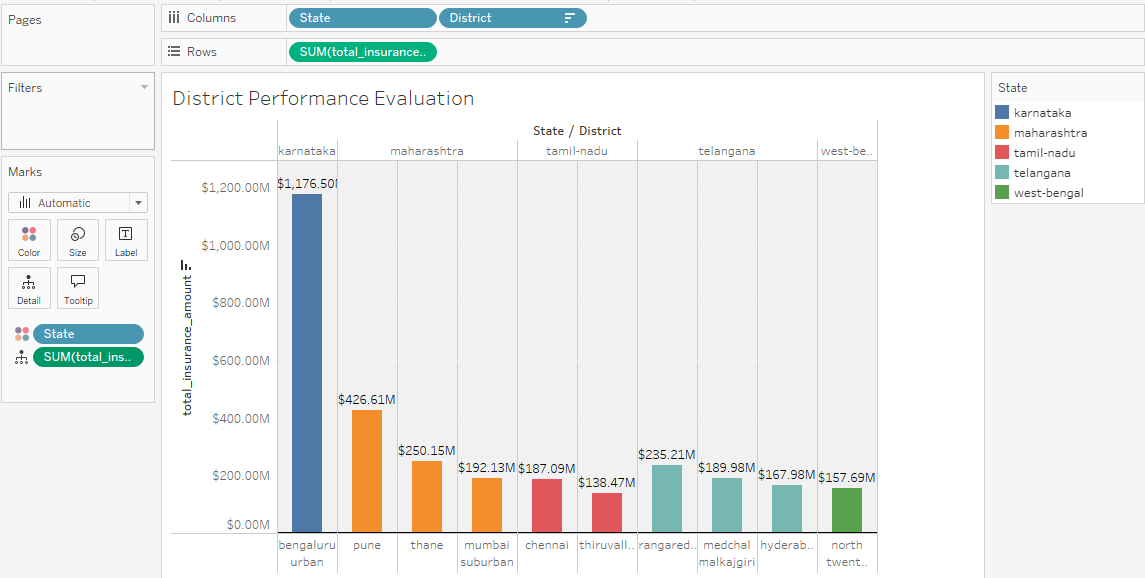 Pages
Columns
State
District
Rows
SUM(total_insurance..
Filters
Marks
Automatic
Color
Size
Label
Detail
Tooltip
State
SUM(total_ins..
District Performance Evaluation
State / District
karnataka
maharashtra
tamil-nadu
telangana
west-be..
total_insurance_amount
$1,200.00M
$1,000.00M
$800.00M
$600.00M
$400.00M
$200.00M
$0.00M
$1,176.50
$426.61M
$250.15M
$192.13M
$187.09M
$138.47M
$235.21M
$189.98M
$167.98M
$157.69M
bengaluru
urban
pune
thane
mumbai
suburban
chennai
thiruvall..
rangared..
medchal
malkajgiri
hyderab..
north
twent..
State
karnataka
maharashtra
tamil-nadu
telangana
west-bengal